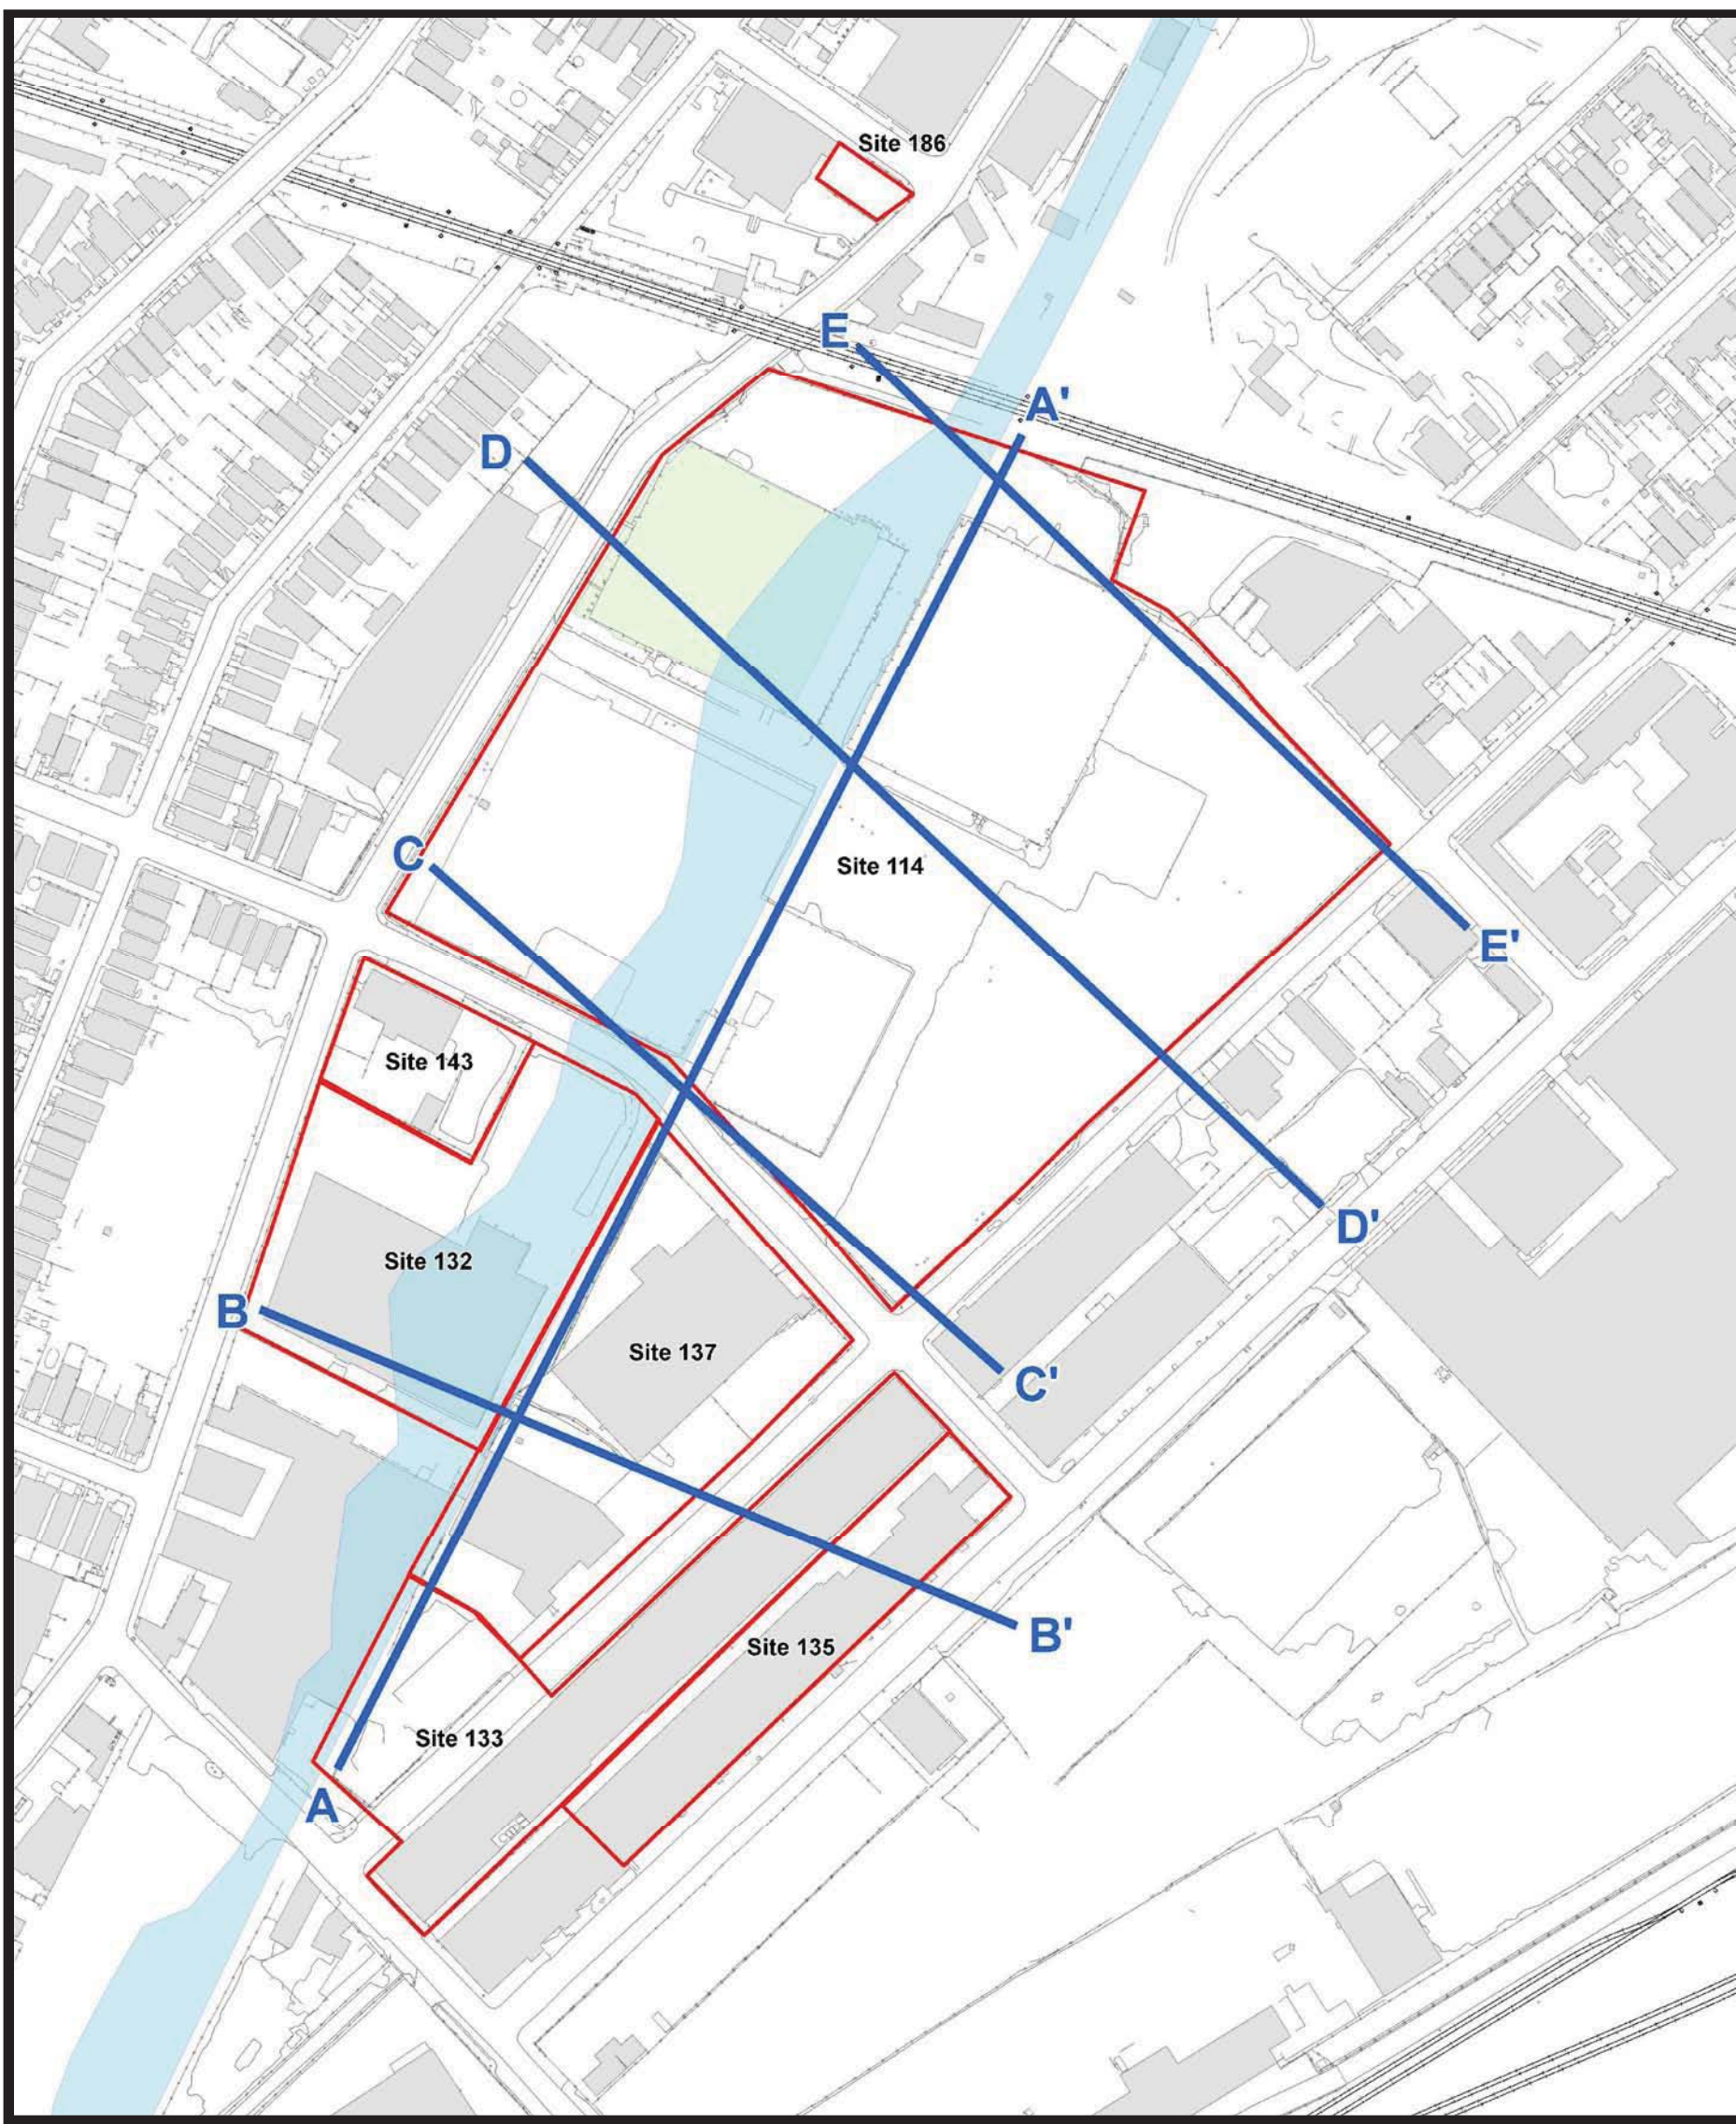 Site 186
E
A'
D
C
Site 114
E'
Site 143
D'
Site 132
B
Site 137
C'
B'
Site 135
Site 133
A